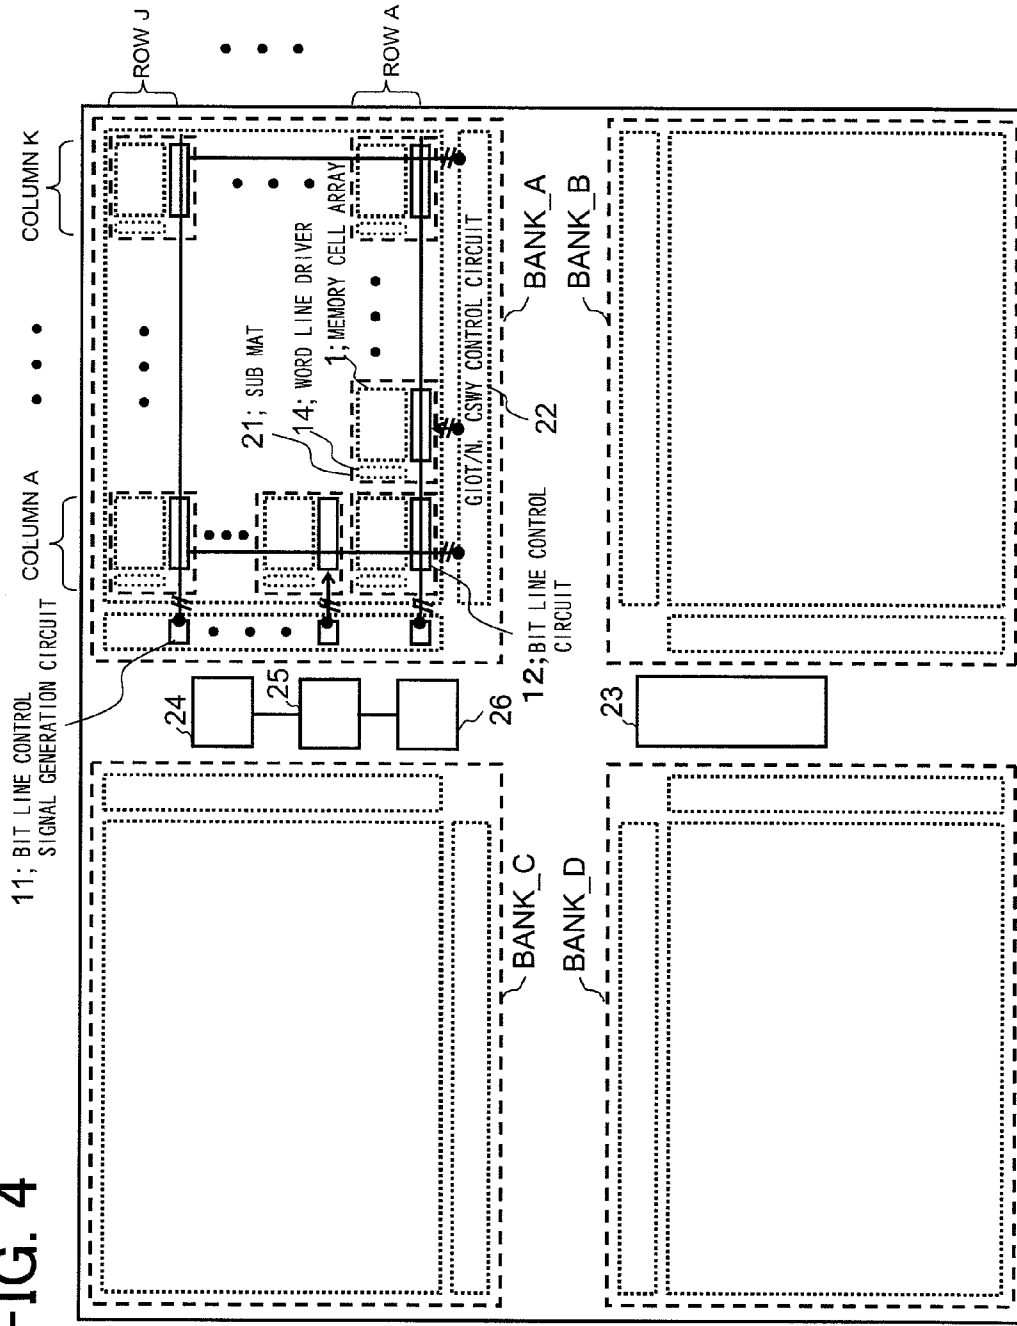 FIG. 4
11; BIT LINE CONTROL
SIGNAL GENERATION CIRCUIT
COLUMN A
COLUMN K
ROW J
ROW A
21; SUB MAT
14; WORD LINE DRIVER
1; MEMORY CELL ARRAY
GIOT/N, CSWY CONTROL CIRCUIT
22
12; BIT LINE CONTROL
CIRCUIT
24
25
26
23
BANK_A
BANK_B
BANK_C
BANK_D